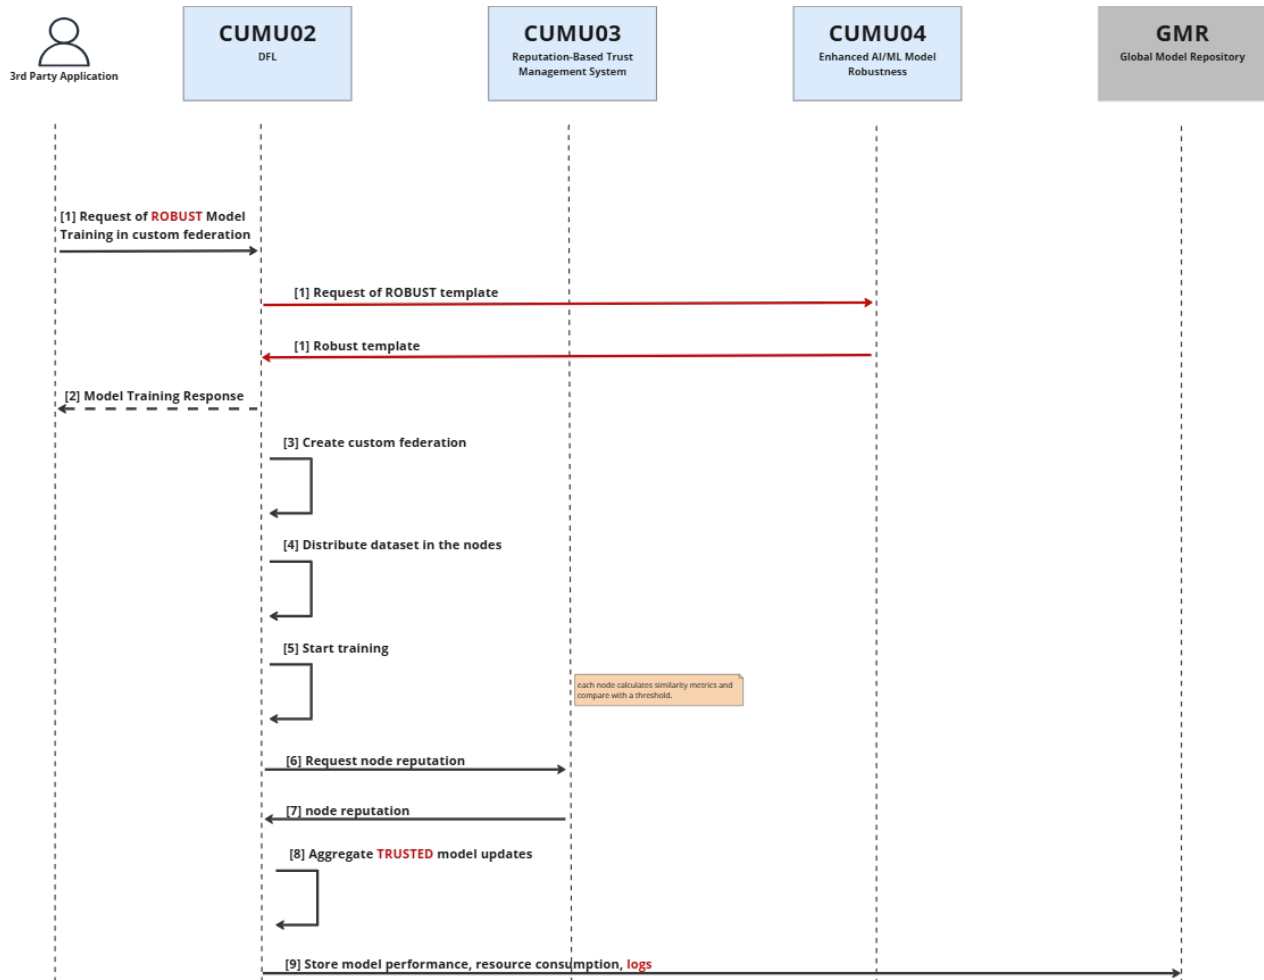 3rd Party Application
CUMU02
DFL
CUMU03
Reputation-Based Trust
Management System
CUMU04
Enhanced AI/ML Model
Robustness
GMR
Global Model Repository
[1] Request of ROBUST Model
Training in custom federation
[1] Request of ROBUST template
[1] Robust template
[2] Model Training Response
[3] Create custom federation
[4] Distribute dataset in the nodes
[5] Start training
each node calculates similarity metrics and
compare with a threshold.
[6] Request node reputation
[7] node reputation
[8] Aggregate TRUSTED model updates
[9] Store model performance, resource consumption, logs